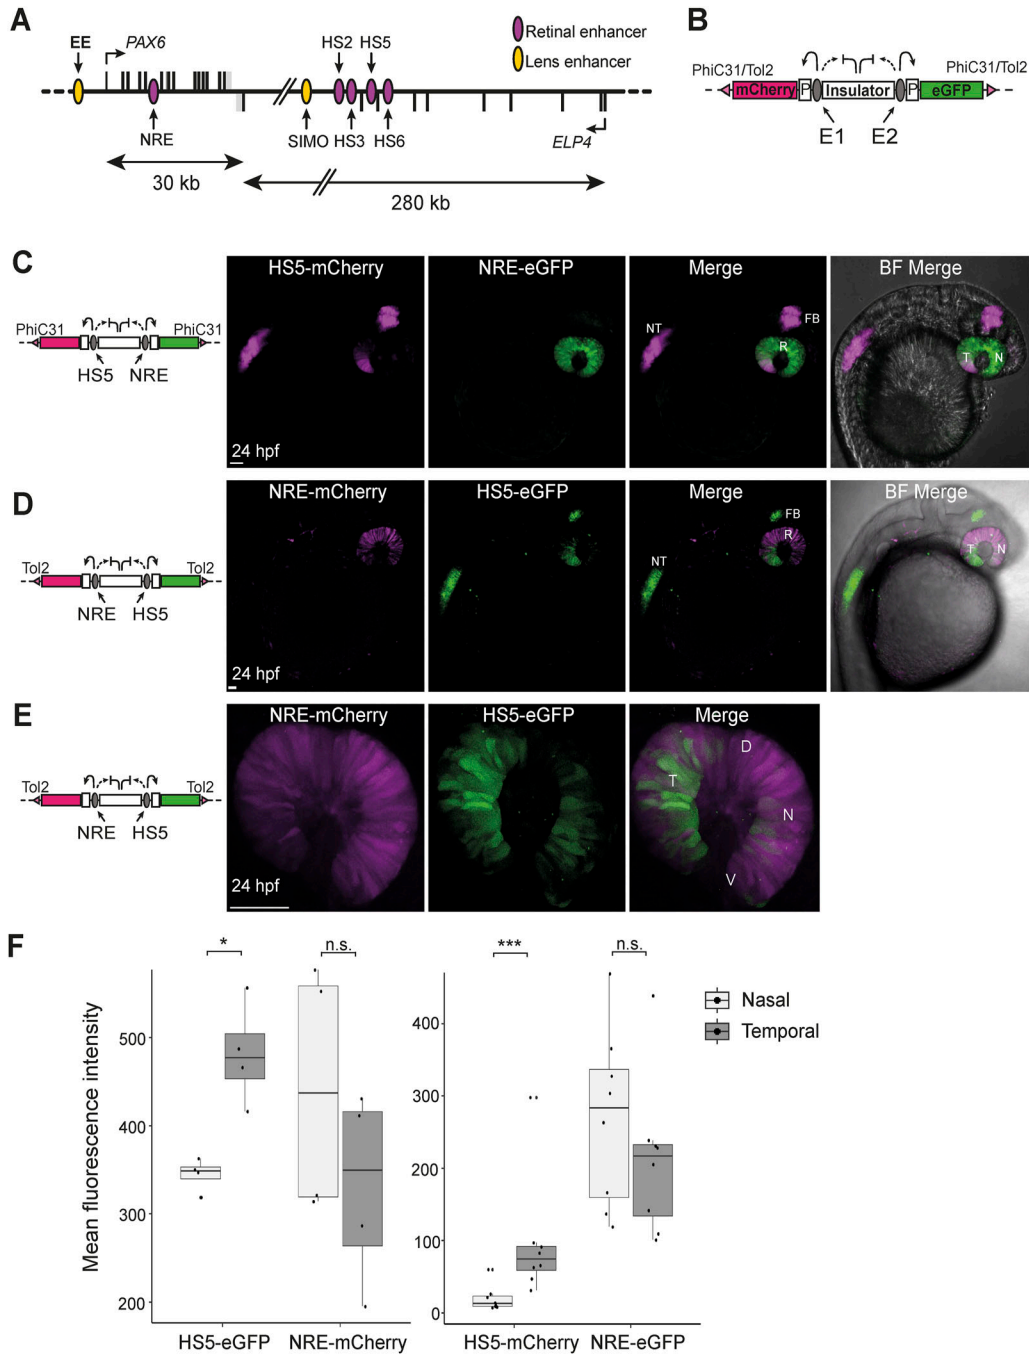 A
EE
PAX6
HS2
HS5
Retinal enhancer
Lens enhancer
NRE
SIMO
HS3
HS6
ELP4
30 kb
280 kb
B
PhiC31/Tol2
PhiC31/Tol2
mCherry
P
Insulator
P
eGFP
E1
E2
C
PhiC31
PhiC31
HS5
NRE
HS5-mCherry
24 hpf
NRE-eGFP
Merge
NT
FB
R
BF Merge
T
N
D
Tol2
Tol2
NRE
HS5
NRE-mCherry
24 hpf
HS5-eGFP
Merge
FB
R
NT
BF Merge
T
N
E
Tol2
Tol2
NRE
HS5
NRE-mCherry
24 hpf
HS5-eGFP
Merge
D
T
N
V
F
Mean fluorescence intensity
*
n.s.
500
400
300
200
HS5-eGFP
NRE-mCherry
***
n.s.
400
300
200
100
0
HS5-mCherry
NRE-eGFP
Nasal
Temporal